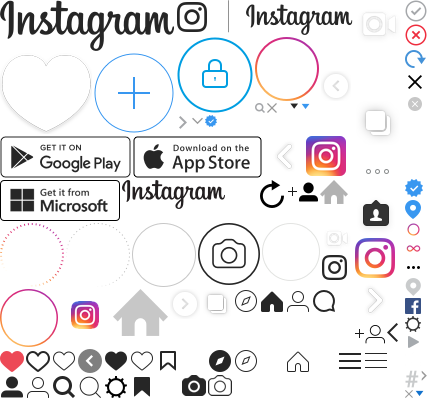 Instagram
Instagram
GET IT ON
Google Play
Download on the
App Store
Get it from
Microsoft
Instagram